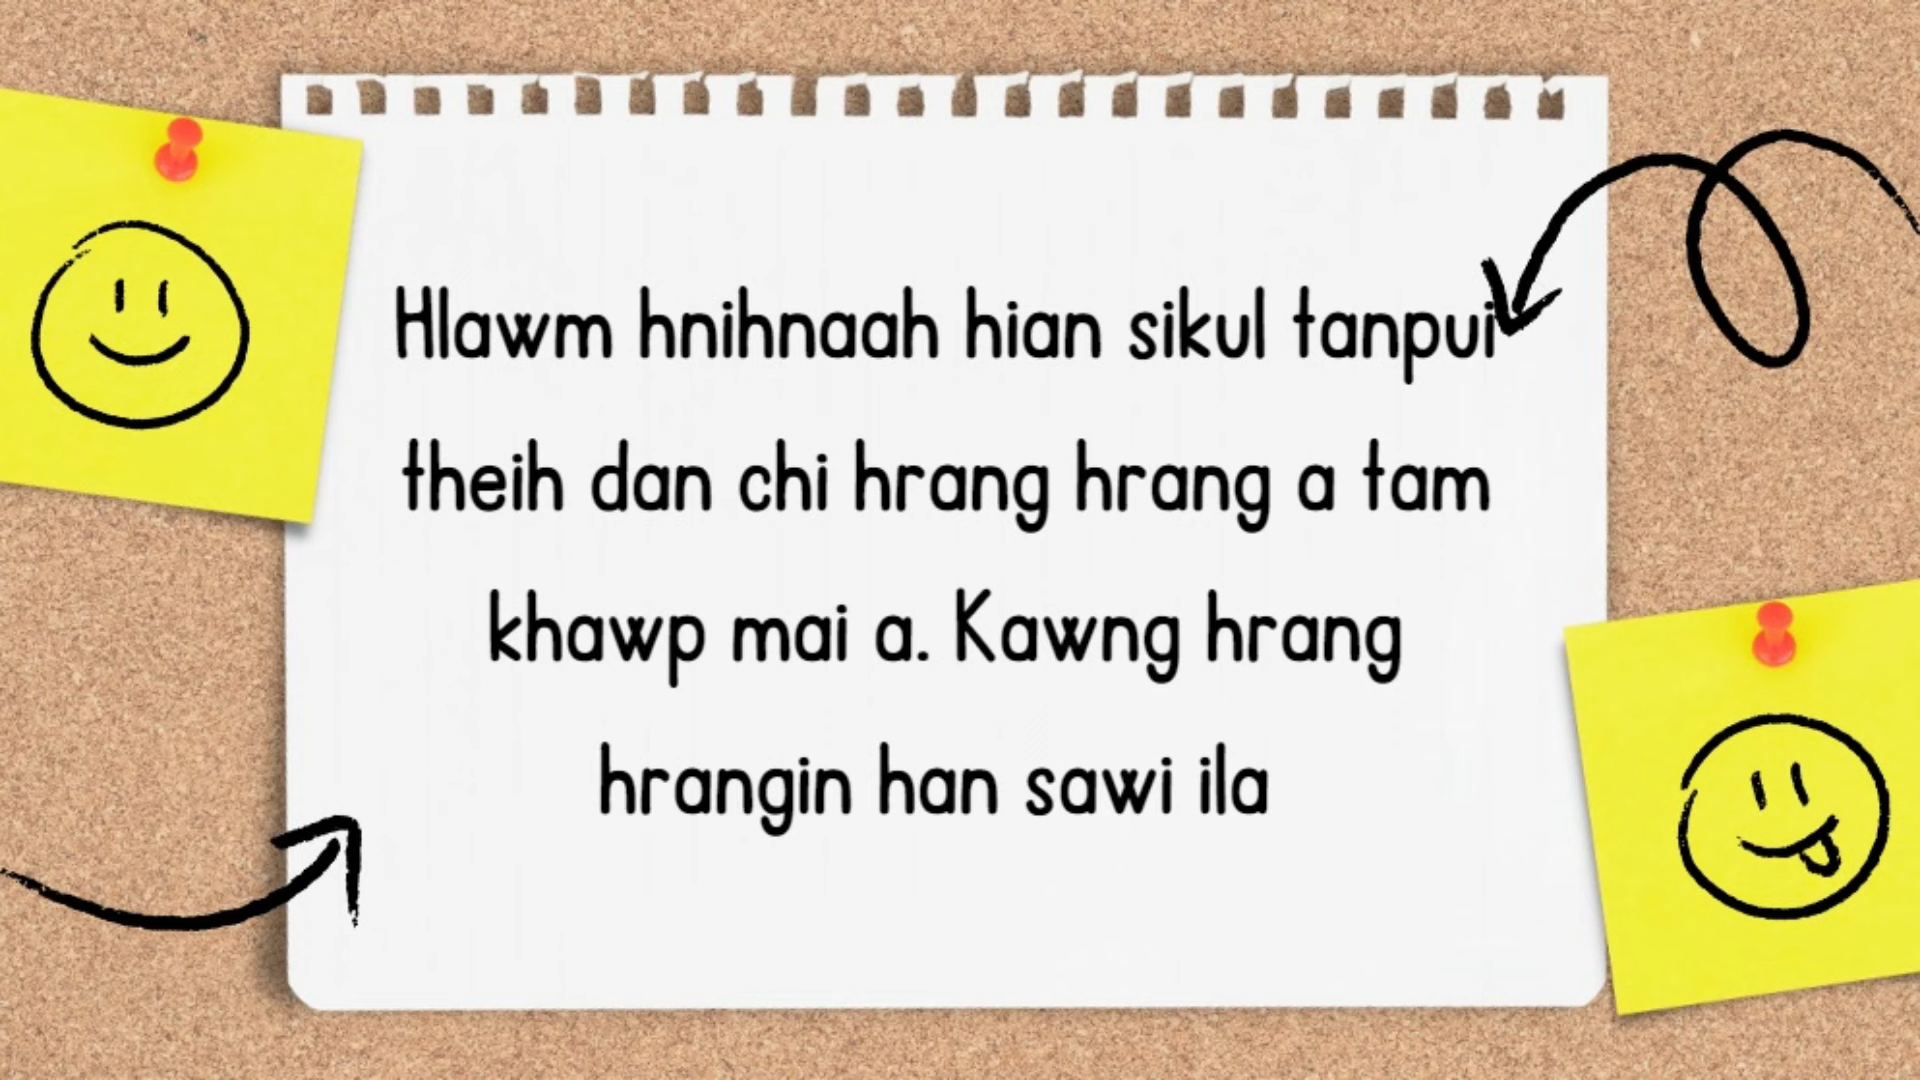 Hlawm hnihnaah hian sikul tanpui
theih dan chi hrang hrang a tam
khawp mai a. Kawng hrang
hrangin han sawi ila